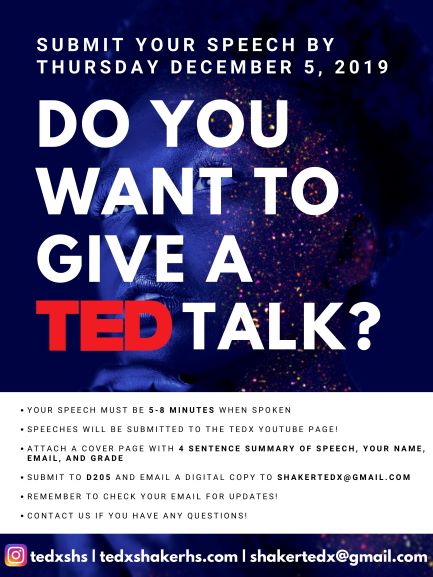 SUBMIT YOUR SPEECH BY
THURSDAY DECEMBER 5, 2019
DO YOU
WANT TO
GIVE A
TED TALK?
• YOUR SPEECH MUST BE 5-8 MINUTES WHEN SPOKEN
• SPEECHES WILL BE SUBMITTED TO THE TEDX YOUTUBE PAGE!
• ATTACH A COVER PAGE WITH 4 SENTENCE SUMMARY OF SPEECH, YOUR NAME,
EMAIL, AND GRADE
• SUBMIT TO D205 AND EMAIL A DIGITAL COPY TO SHAKERTEDX@GMAIL.COM
• REMEMBER TO CHECK YOUR EMAIL FOR UPDATES!
• CONTACT US IF YOU HAVE ANY QUESTIONS!
tedxshs | tedxshakerhs.com | shakertedx@gmail.com